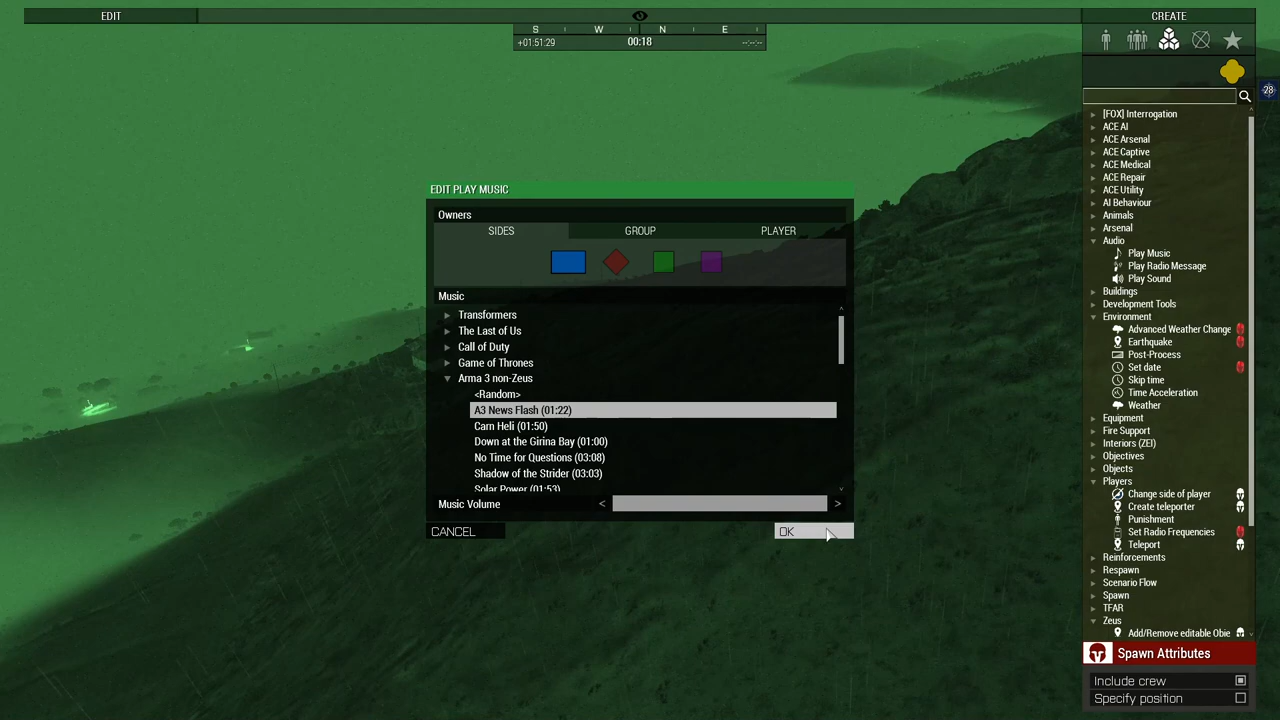 EDIT
CREATE
S W N E
+01:51:29 00:18 --:--:--
28
[FOX] Interrogation
ACE AI
ACE Arsenal
ACE Captive
ACE Medical
ACE Repair
ACE Utility
AI Behaviour
Animals
Arsenal
Audio
Play Music
Play Radio Message
Play Sound
Buildings
Development Tools
Environment
Advanced Weather Change
Earthquake
Post-Process
Set date
Skip time
Time Acceleration
Weather
Equipment
Fire Support
Interiors (ZEI)
Objectives
Objects
Players
Change side of player
Create teleporter
Punishment
Set Radio Frequencies
Teleport
Reinforcements
Respawn
Scenario Flow
Spawn
TFAR
Zeus
Add/Remove editable Obje
Spawn Attributes
Include crew
Specify position
EDIT PLAY MUSIC
Owners
SIDES GROUP PLAYER
Music
Transformers
The Last of Us
Call of Duty
Game of Thrones
Arma 3 non-Zeus
<Random>
A3 News Flash (01:22)
Carn Heli (01:50)
Down at the Girina Bay (01:00)
No Time for Questions (03:08)
Shadow of the Strider (03:03)
Solar Power (01:53)
Music Volume < >
CANCEL OK